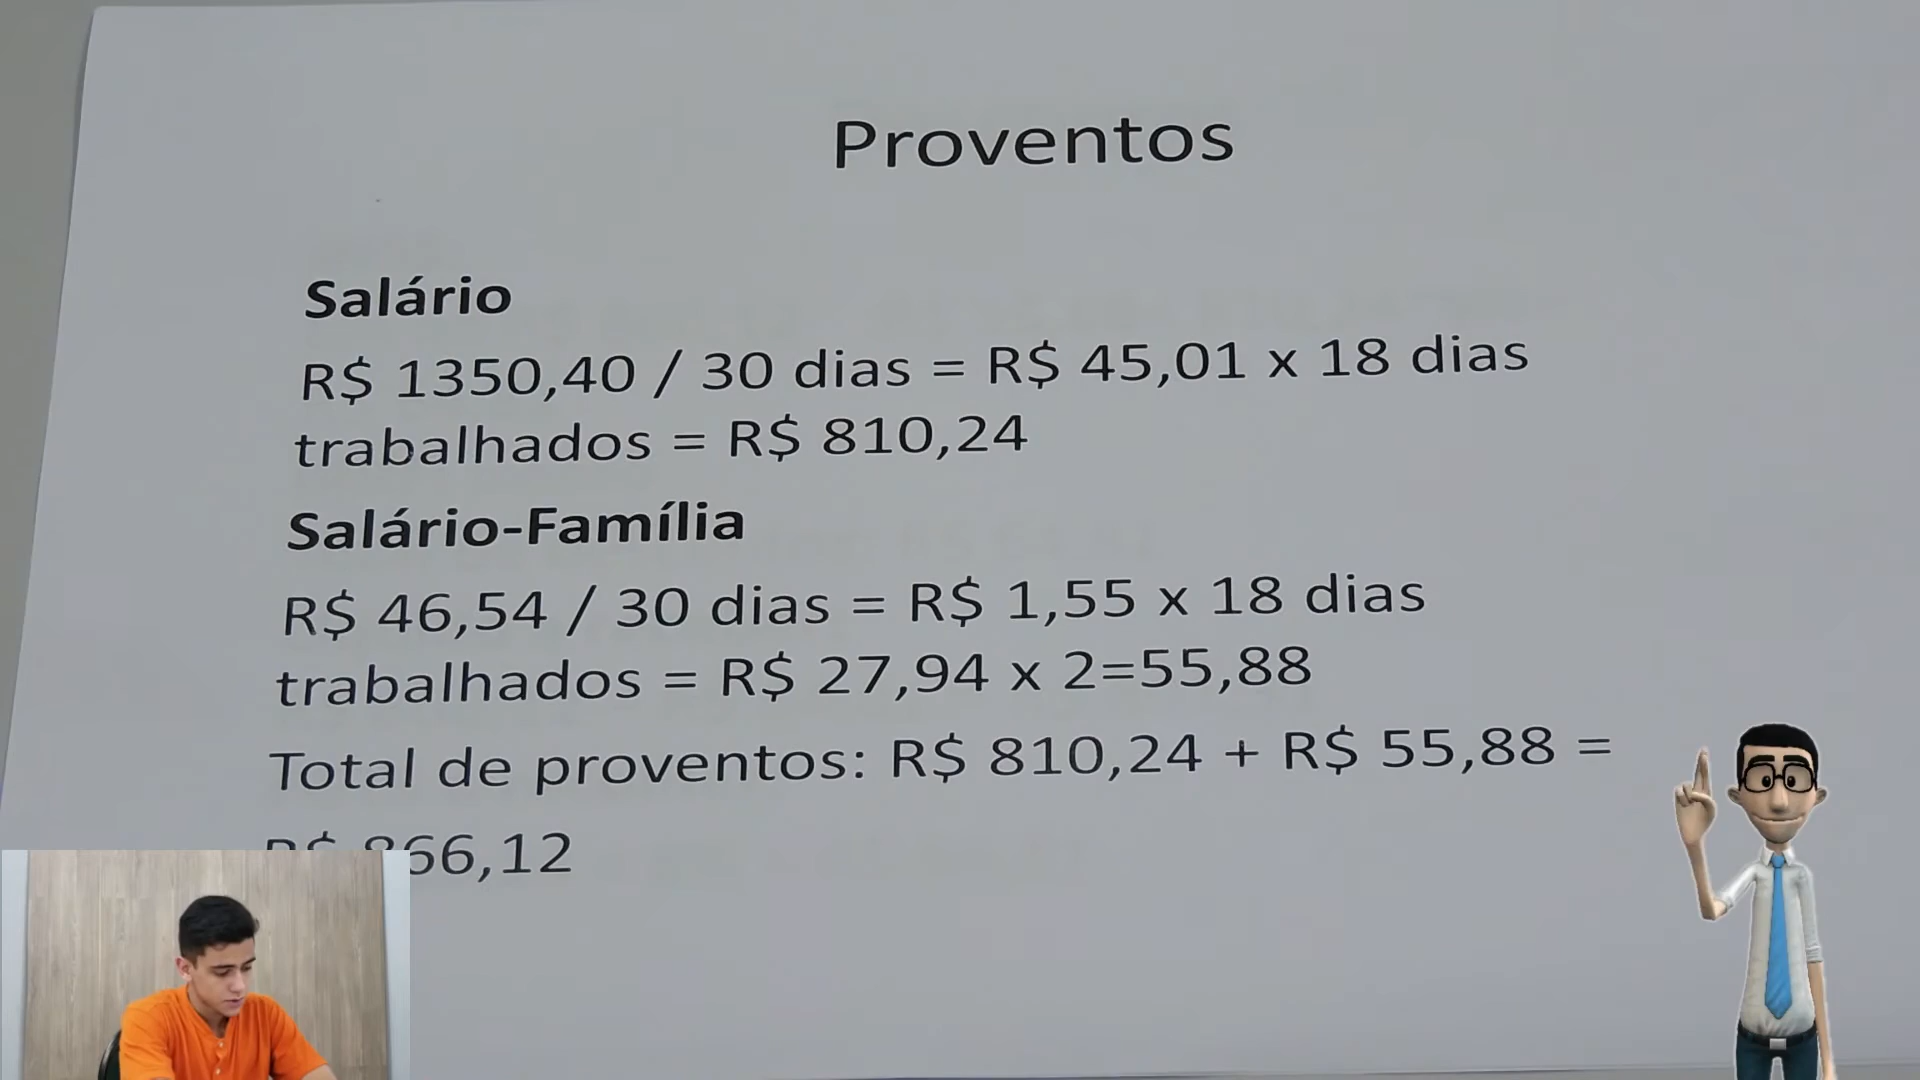 Proventos
Salário
R$ 1350,40 / 30 dias = R$ 45,01 x 18 dias
trabalhados = R$ 810,24
Salário-Família
R$ 46,54 / 30 dias = R$ 1,55 x 18 dias
trabalhados = R$ 27,94 x 2=55,88
Total de proventos: R$ 810,24 + R$ 55,88 =
R$ 866,12